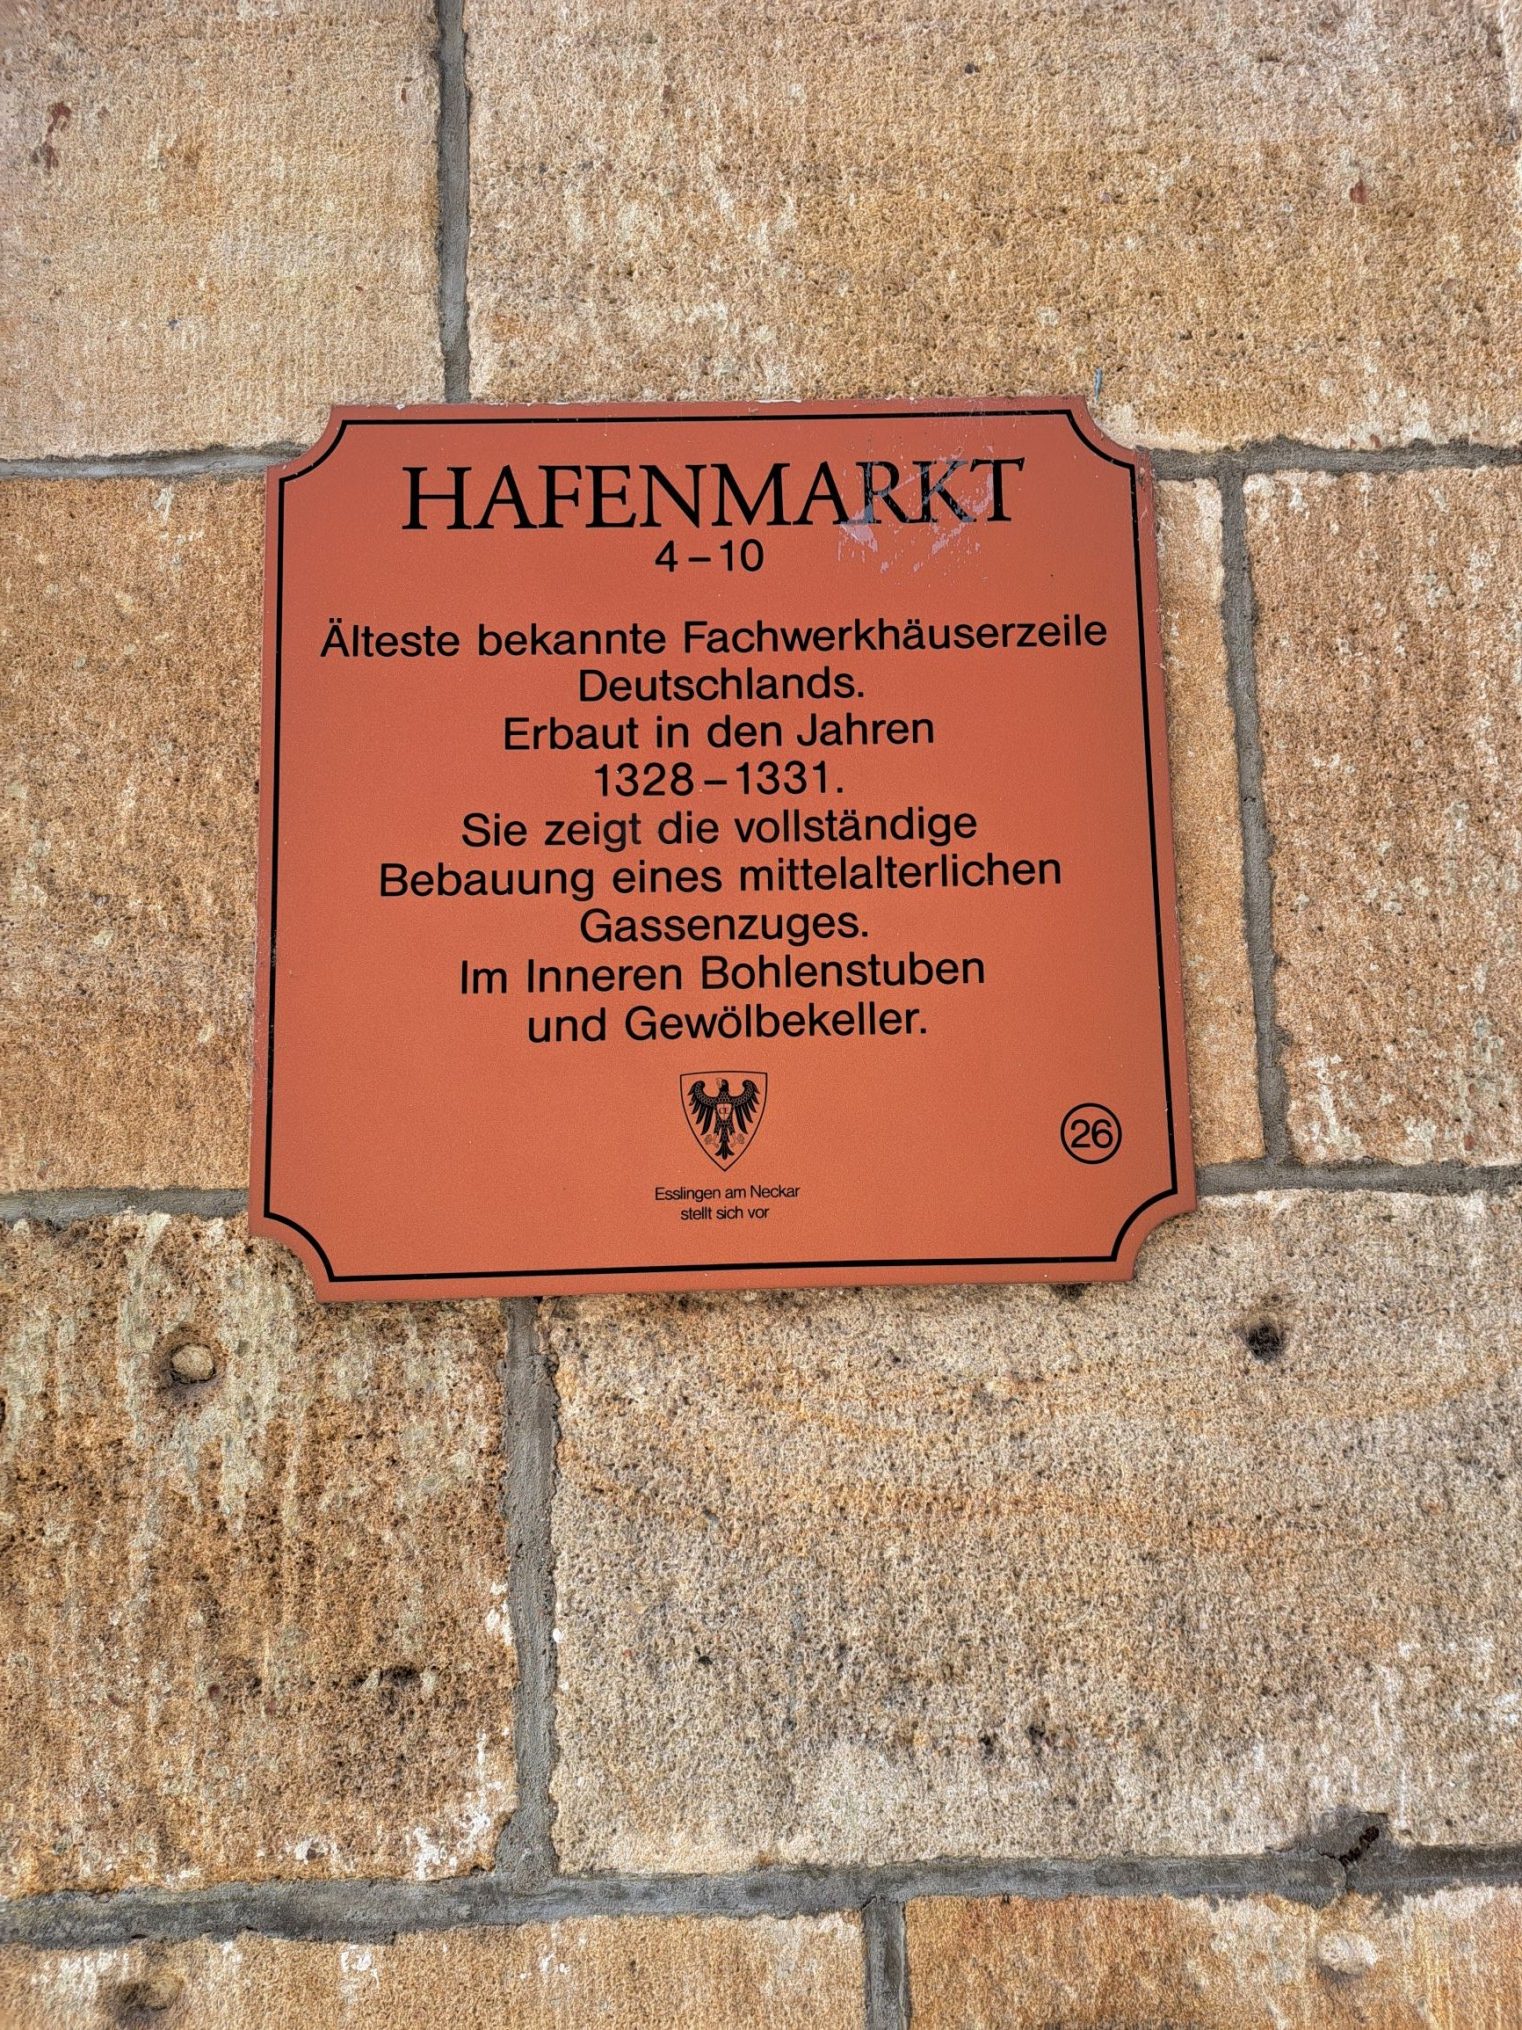 HAFENMARKT
4 – 10
Älteste bekannte Fachwerkhäuserzeile
Deutschlands.
Erbaut in den Jahren
1328 – 1331.
Sie zeigt die vollständige
Bebauung eines mittelalterlichen
Gassenzuges.
Im Inneren Bohlenstuben
und Gewölbekeller.
26
Esslingen am Neckar
stellt sich vor